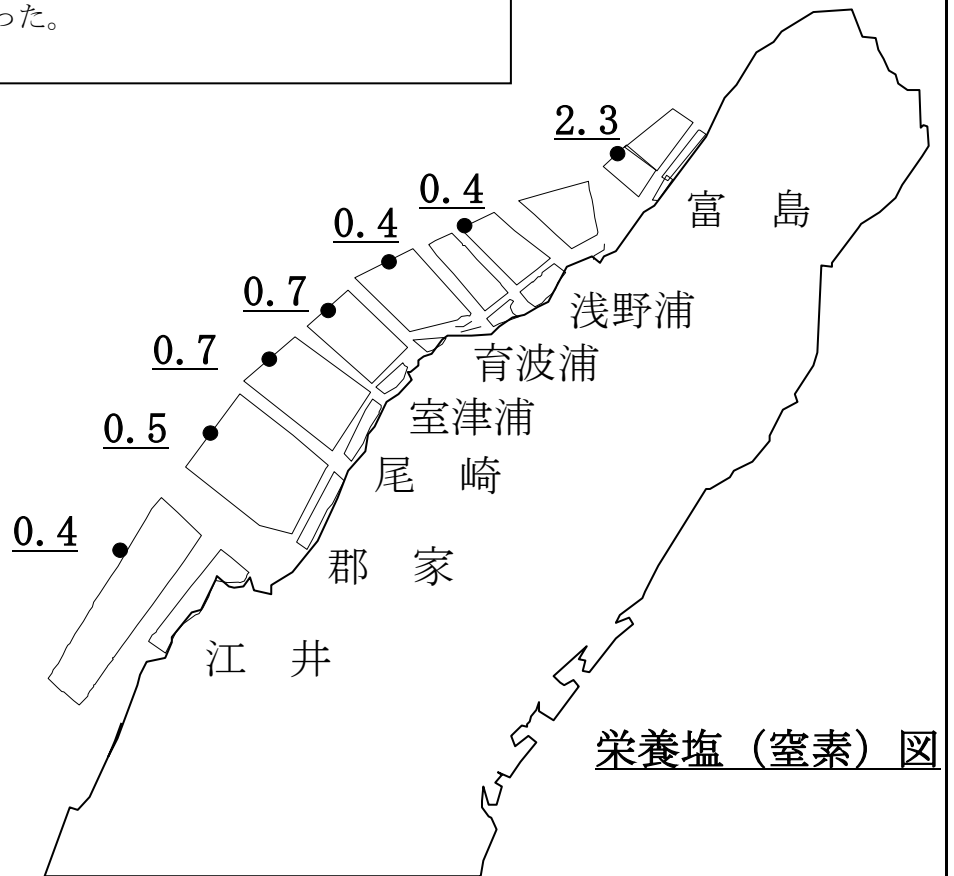 った。
2.3
0.4
0.4
0.7
0.7
0.5
0.4
富 島
浅野浦
育波浦
室津浦
尾 崎
郡 家
江 井
栄養塩（窒素）図